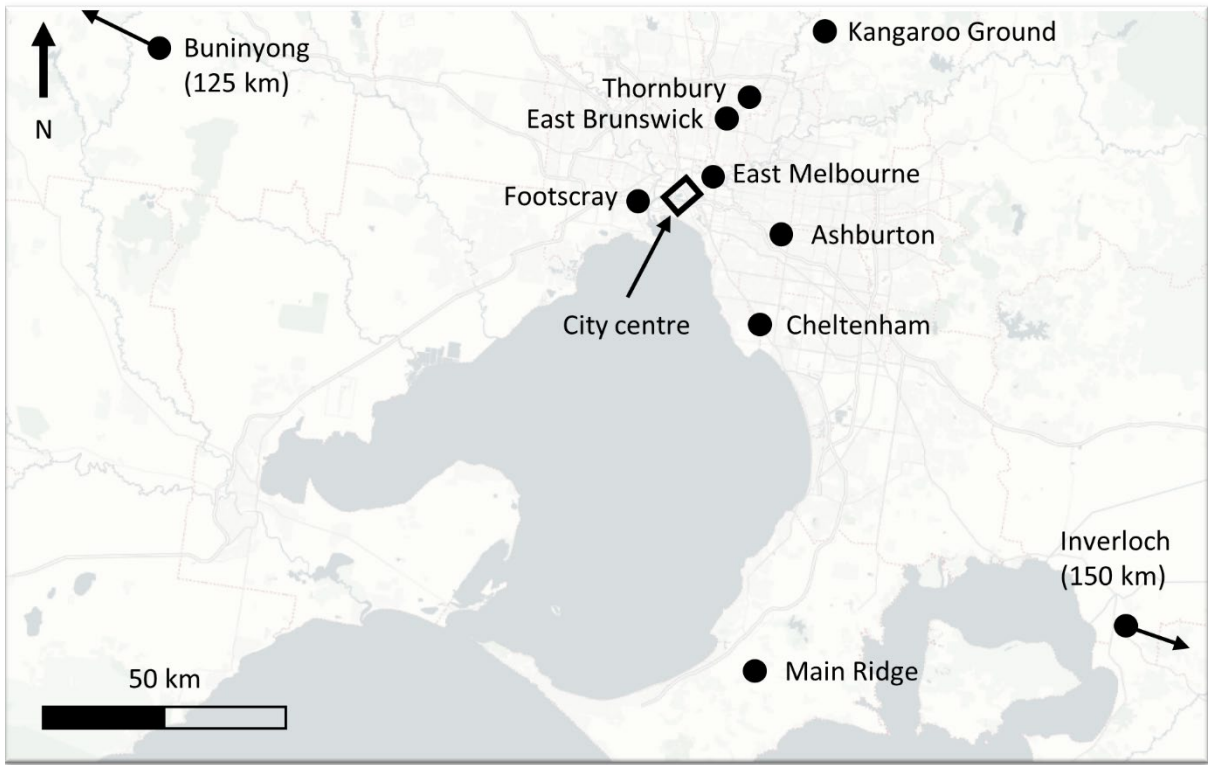 Buninyong
(125 km)
N
Kangaroo Ground
Thornbury
East Brunswick
East Melbourne
Footscray
Ashburton
City centre
Cheltenham
Inverloch
(150 km)
Main Ridge
50 km